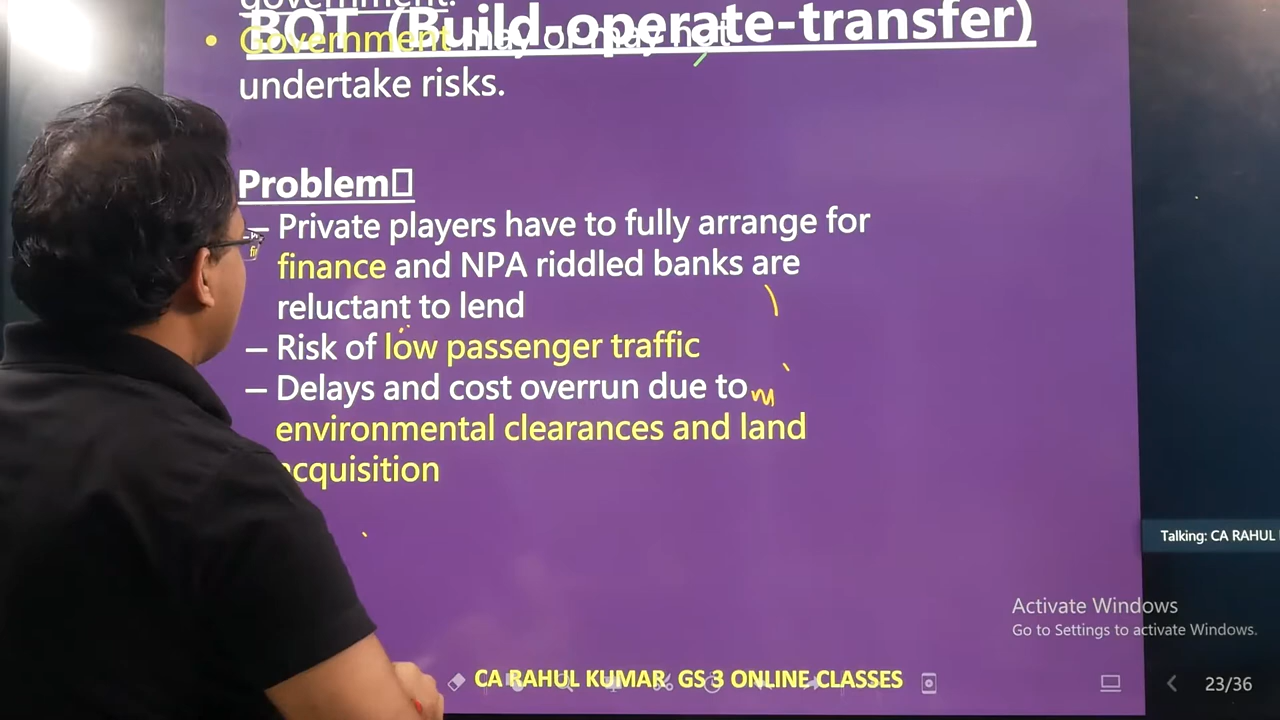 government.
BOT (Build-operate-transfer)
• Government may or may not
undertake risks.
Problem
– Private players have to fully arrange for
finance and NPA riddled banks are
reluctant to lend
– Risk of low passenger traffic
– Delays and cost overrun due to
environmental clearances and land
acquisition
Talking: CA RAHUL
Activate Windows
Go to Settings to activate Windows.
CA RAHUL KUMAR GS 3 ONLINE CLASSES
23/36